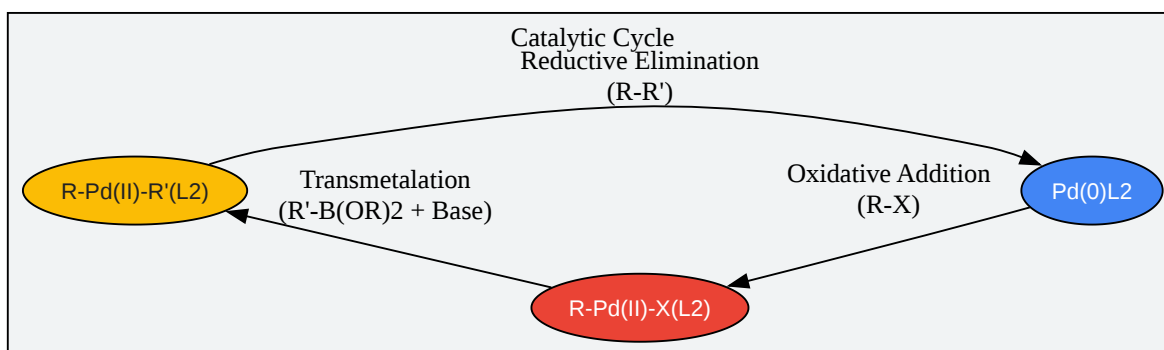 Catalytic Cycle
Reductive Elimination
(R-R')
Transmetalation
(R'-B(OR)2 + Base)
Oxidative Addition
(R-X)
R-Pd(II)-R'(L2)
Pd(0)L2
R-Pd(II)-X(L2)